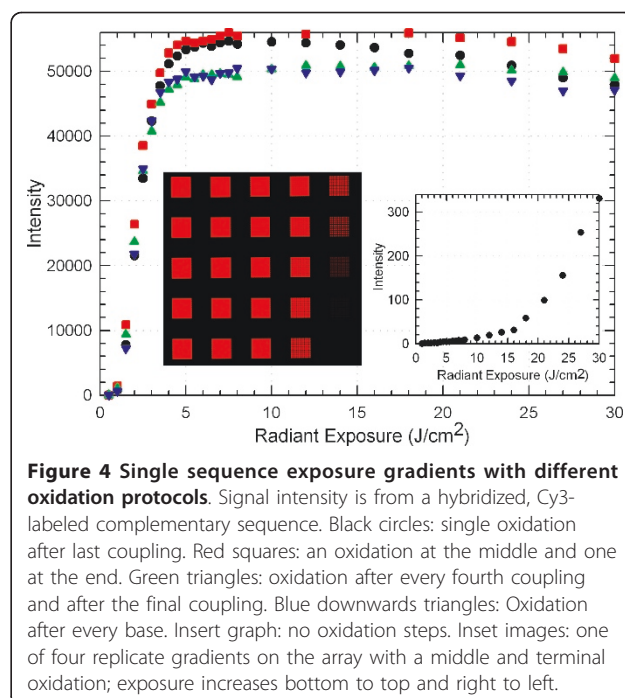 50000
40000
30000
20000
10000
0
Intensity
0
5
10
15
20
25
30
Radiant Exposure (J/cm2)
300
200
100
0
Intensity
0
5
10
15
20
25
30
Radiant Exposure (J/cm2)
Figure 4 Single sequence exposure gradients with different
oxidation protocols. Signal intensity is from a hybridized, Cy3-
labeled complementary sequence. Black circles: single oxidation
after last coupling. Red squares: an oxidation at the middle and one
at the end. Green triangles: oxidation after every fourth coupling
and after the final coupling. Blue downwards triangles: Oxidation
after every base. Insert graph: no oxidation steps. Inset images: one
of four replicate gradients on the array with a middle and terminal
oxidation; exposure increases bottom to top and right to left.